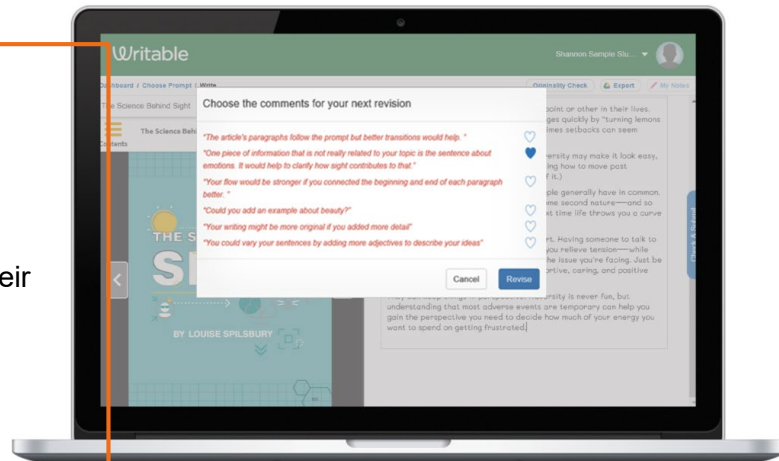 Writable
Shannon Sample Stu...
Dashboard / Choose Prompt / Write
Originality Check
Export
My Notes
The Science Behind Sight
Contents
Choose the comments for your next revision
"The article's paragraphs follow the prompt but better transitions would help. "
"One piece of information that is not really related to your topic is the sentence about
emotions. It would help to clarify how sight contributes to that."
"Your flow would be stronger if you connected the beginning and end of each paragraph
better. "
"Could you add an example about beauty?"
"Your writing might be more original if you added more detail"
"You could vary your sentences by adding more adjectives to describe your ideas"
Cancel
Revise
eir
THE S
BY LOUISE SPILSBURY
point or other in their lives.
ges quickly by "turning lemons
imes setbacks can seem
versity may make it look easy,
ing how to move past
f it.)
ple generally have in common.
me second nature—and so
xt time life throws you a curve
rt. Having someone to talk to
you relieve tension—while
he issue you're facing. Just be
ortive, caring, and positive
ersity is never fun, but
understanding that most adverse events are temporary can help you
gain the perspective you need to decide how much of your energy you
want to spend on getting frustrated.